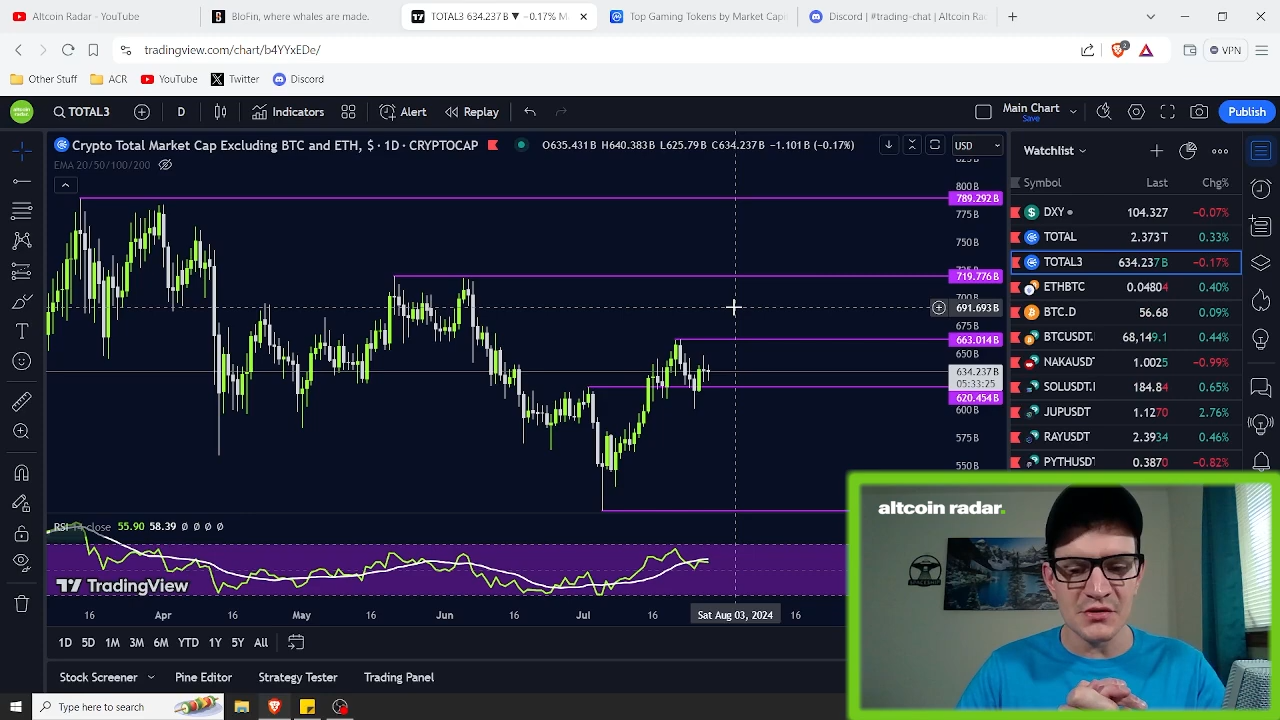 Altcoin Radar - YouTube
BloFin, where whales are made.
TOTAL3 634.237 B ▼ −0.17% M
Top Gaming Tokens by Market Cap
Discord | #trading-chat | Altcoin Ra
tradingview.com/chart/b4YYxEDe/
2
VPN
Other Stuff
ACR
YouTube
Twitter
Discord
altcoin radar.
TOTAL3
D
Indicators
Alert
Replay
Main Chart
Save
Publish
Crypto Total Market Cap Excluding BTC and ETH, $ · 1D · CRYPTOCAP
O635.431 B H640.383 B L625.79 B C634.237 B −1.101 B (−0.17%)
USD
EMA 20/50/100/200
Watchlist
Symbol Last Chg%
DXY 104.327 −0.07%
TOTAL 2.373 T 0.33%
TOTAL3 634.237 B −0.17%
ETHBTC 0.04804 0.40%
BTC.D 56.68 0.09%
BTCUSDT. 68,149.1 0.44%
NAKAUSD 1.0025 −0.99%
SOLUSDT.I 184.84 0.65%
JUPUSDT 1.1270 2.76%
RAYUSDT 2.3934 0.46%
PYTHUSD 0.3870 −0.82%
800 B
789.292 B
775 B
750 B
719.776 B
691.693 B
675 B
663.014 B
650 B
634.237 B
05:33:25
620.454 B
600 B
575 B
550 B
RSI close 55.90 58.39 Ø Ø Ø Ø
TradingView
16 Apr 16 May 16 Jun 16 Jul 16 Sat Aug 03, 2024 16
1D 5D 1M 3M 6M YTD 1Y 5Y All
Stock Screener
Pine Editor
Strategy Tester
Trading Panel
altcoin radar.
Type here to search